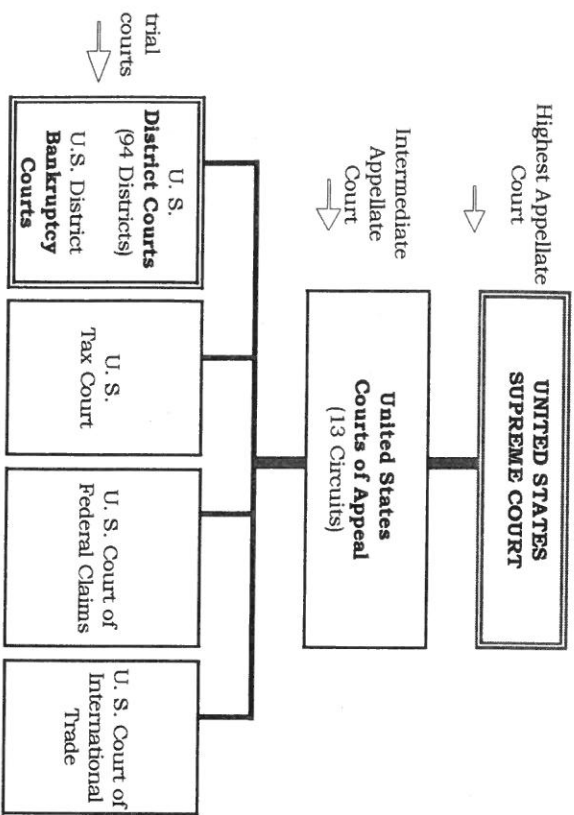 Highest Appellate
Court
UNITED STATES
SUPREME COURT
Intermediate
Appellate
Court
United States
Courts of Appeal
(13 Circuits)
trial
courts
U. S.
District Courts
(94 Districts)
U.S. District
Bankruptcy
Courts
U. S.
Tax Court
U. S. Court of
Federal Claims
U. S. Court of
International
Trade